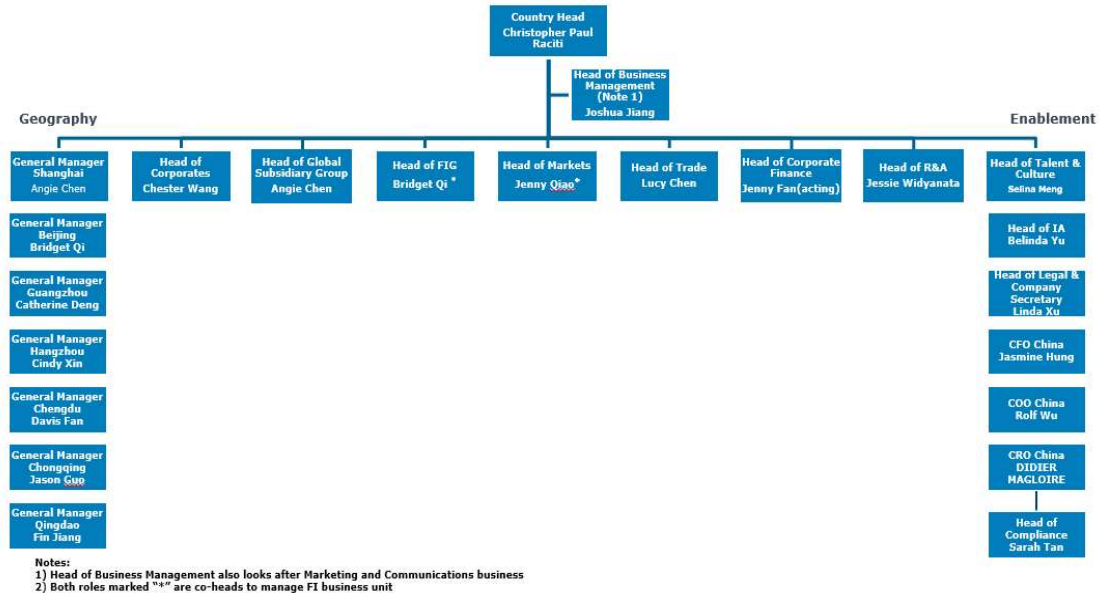 Country Head
Christopher Paul
Raciti
Head of Business
Management
(Note 1)
Joshua Jiang
Geography
Enablement
General Manager
Shanghai
Angie Chen
Head of
Corporates
Chester Wang
Head of Global
Subsidiary Group
Angie Chen
Head of FIG
Bridget Qi *
Head of Markets
Jenny Qiao*
Head of Trade
Lucy Chen
Head of Corporate
Finance
Jenny Fan(acting)
Head of R&A
Jessie Widyanata
Head of Talent &
Culture
Selina Meng
General Manager
Beijing
Bridget Qi
General Manager
Guangzhou
Catherine Deng
General Manager
Hangzhou
Cindy Xin
General Manager
Chengdu
Davis Fan
General Manager
Chongqing
Jason Guo
General Manager
Qingdao
Fin Jiang
Head of IA
Belinda Yu
Head of Legal &
Company
Secretary
Linda Xu
CFO China
Jasmine Hung
COO China
Rolf Wu
CRO China
DIDIER
MAGLOIRE
Head of
Compliance
Sarah Tan
Notes:
1) Head of Business Management also looks after Marketing and Communications business
2) Both roles marked "*" are co-heads to manage FI business unit